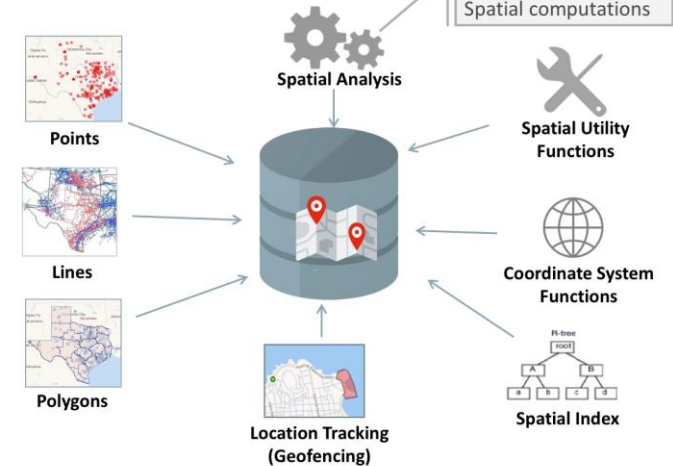 Spatial computations
Spatial Analysis
Points
Spatial Utility
Functions
Lines
Coordinate System
Functions
Polygons
R-tree
root
A
B
a
b
c
d
Spatial Index
Location Tracking
(Geofencing)